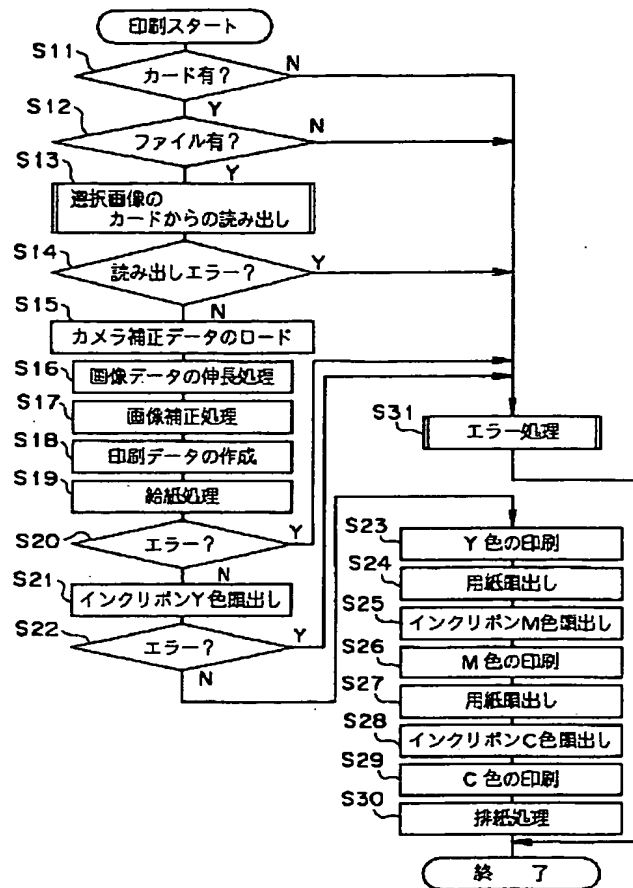 印刷スタート
S11
カード有?
N
Y
S12
ファイル有?
N
Y
S13
選択画像の
カードからの読み出し
S14
読み出しエラー?
Y
N
S15
カメラ補正データのロード
S16
画像データの伸長処理
S17
画像補正処理
S18
印刷データの作成
S19
給紙処理
S20
エラー?
Y
N
S21
インクリボンY色頭出し
S22
エラー?
Y
N
S31
エラー処理
S23
Y色の印刷
S24
用紙頭出し
S25
インクリボンM色頭出し
S26
M色の印刷
S27
用紙頭出し
S28
インクリボンC色頭出し
S29
C色の印刷
S30
排紙処理
終 了